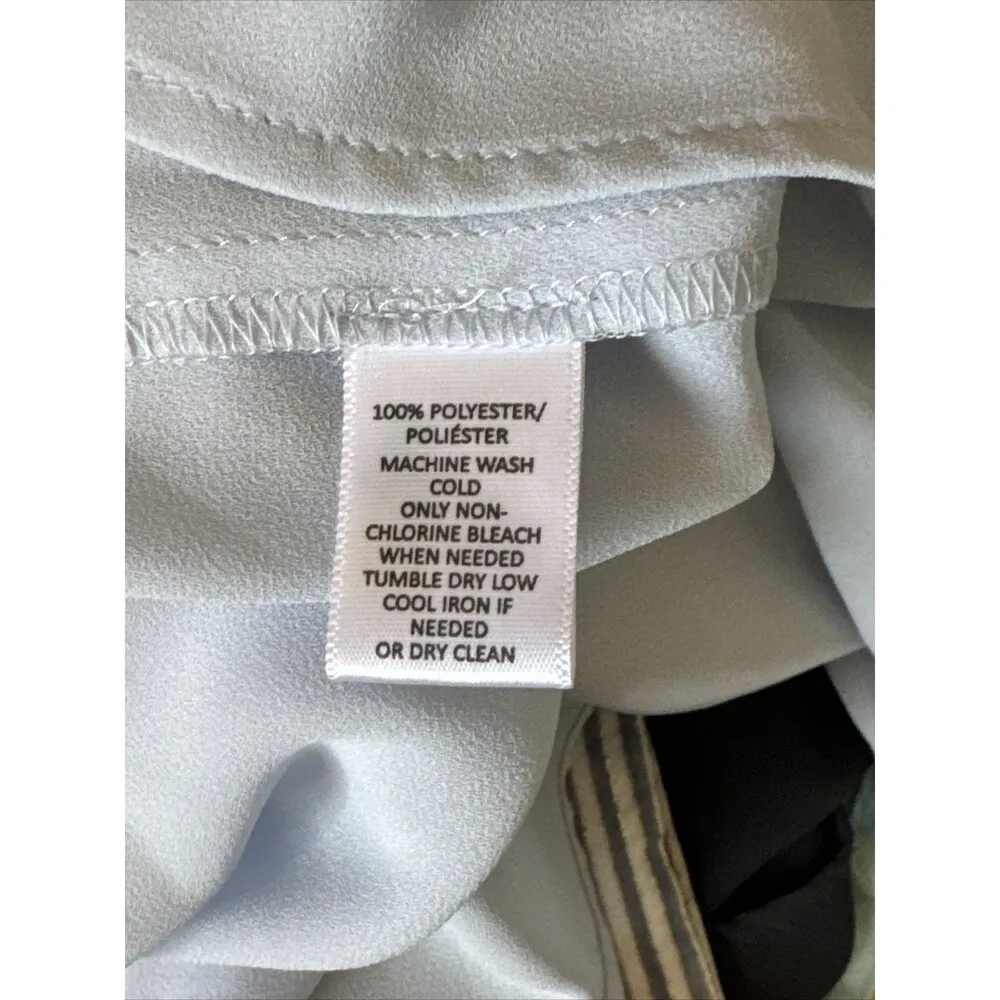 100% POLYESTER/
POLIÉSTER
MACHINE WASH
COLD
ONLY NON-
CHLORINE BLEACH
WHEN NEEDED
TUMBLE DRY LOW
COOL IRON IF
NEEDED
OR DRY CLEAN